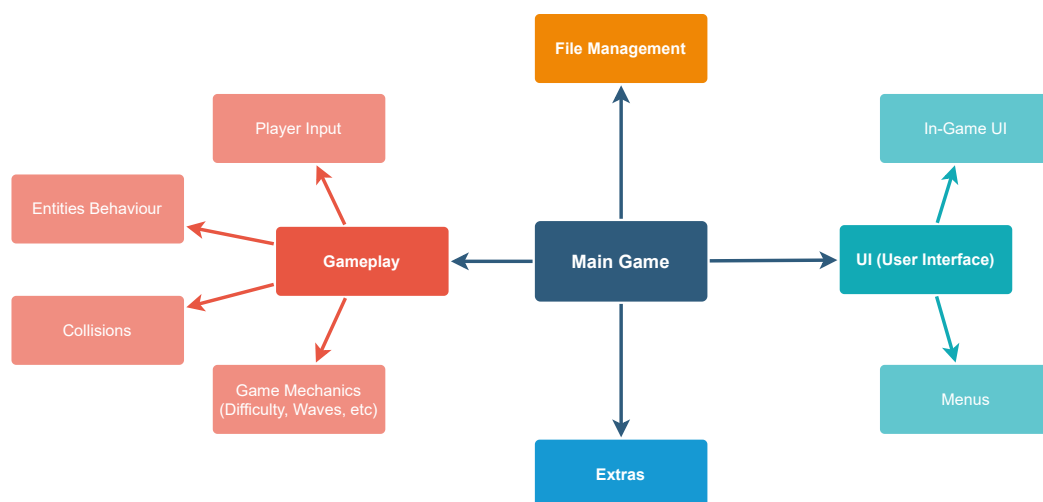 File Management
Player Input
In-Game UI
Entities Behaviour
Gameplay
Main Game
UI (User Interface)
Collisions
Game Mechanics
(Difficulty, Waves, etc)
Menus
Extras